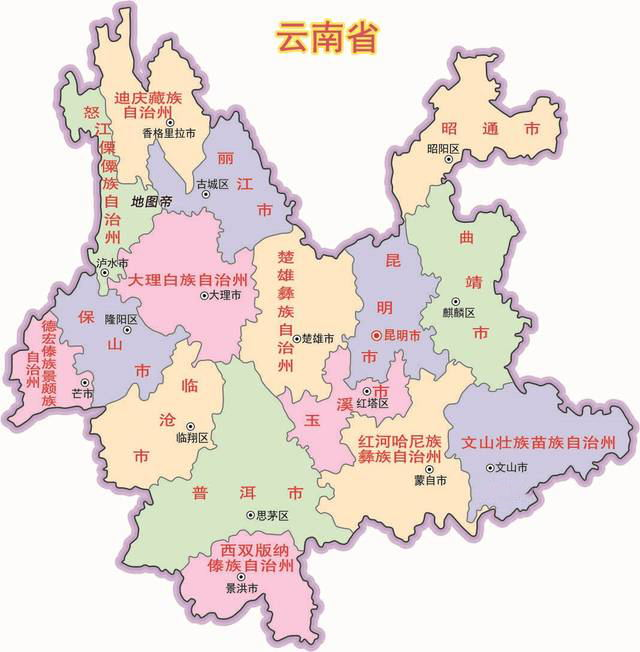 云南省
迪庆藏族
自治州
香格里拉市
怒江傈僳族自治州
泸水市
地图帝
丽江市
古城区
昭通市
昭阳区
曲靖市
麒麟区
大理白族自治州
大理市
楚雄彝族自治州
楚雄市
昆明市
昆明市
保山市
隆阳区
德宏傣族景颇族
自治州
芒市
临沧市
临翔区
玉溪市
红塔区
红河哈尼族
彝族自治州
蒙自市
文山壮族苗族自治州
文山市
普洱市
思茅区
西双版纳
傣族自治州
景洪市